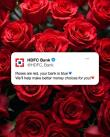 HDFC Bank
@HDFC_Bank
Roses are red, your bank is blue
We'll help make better money choices for you!